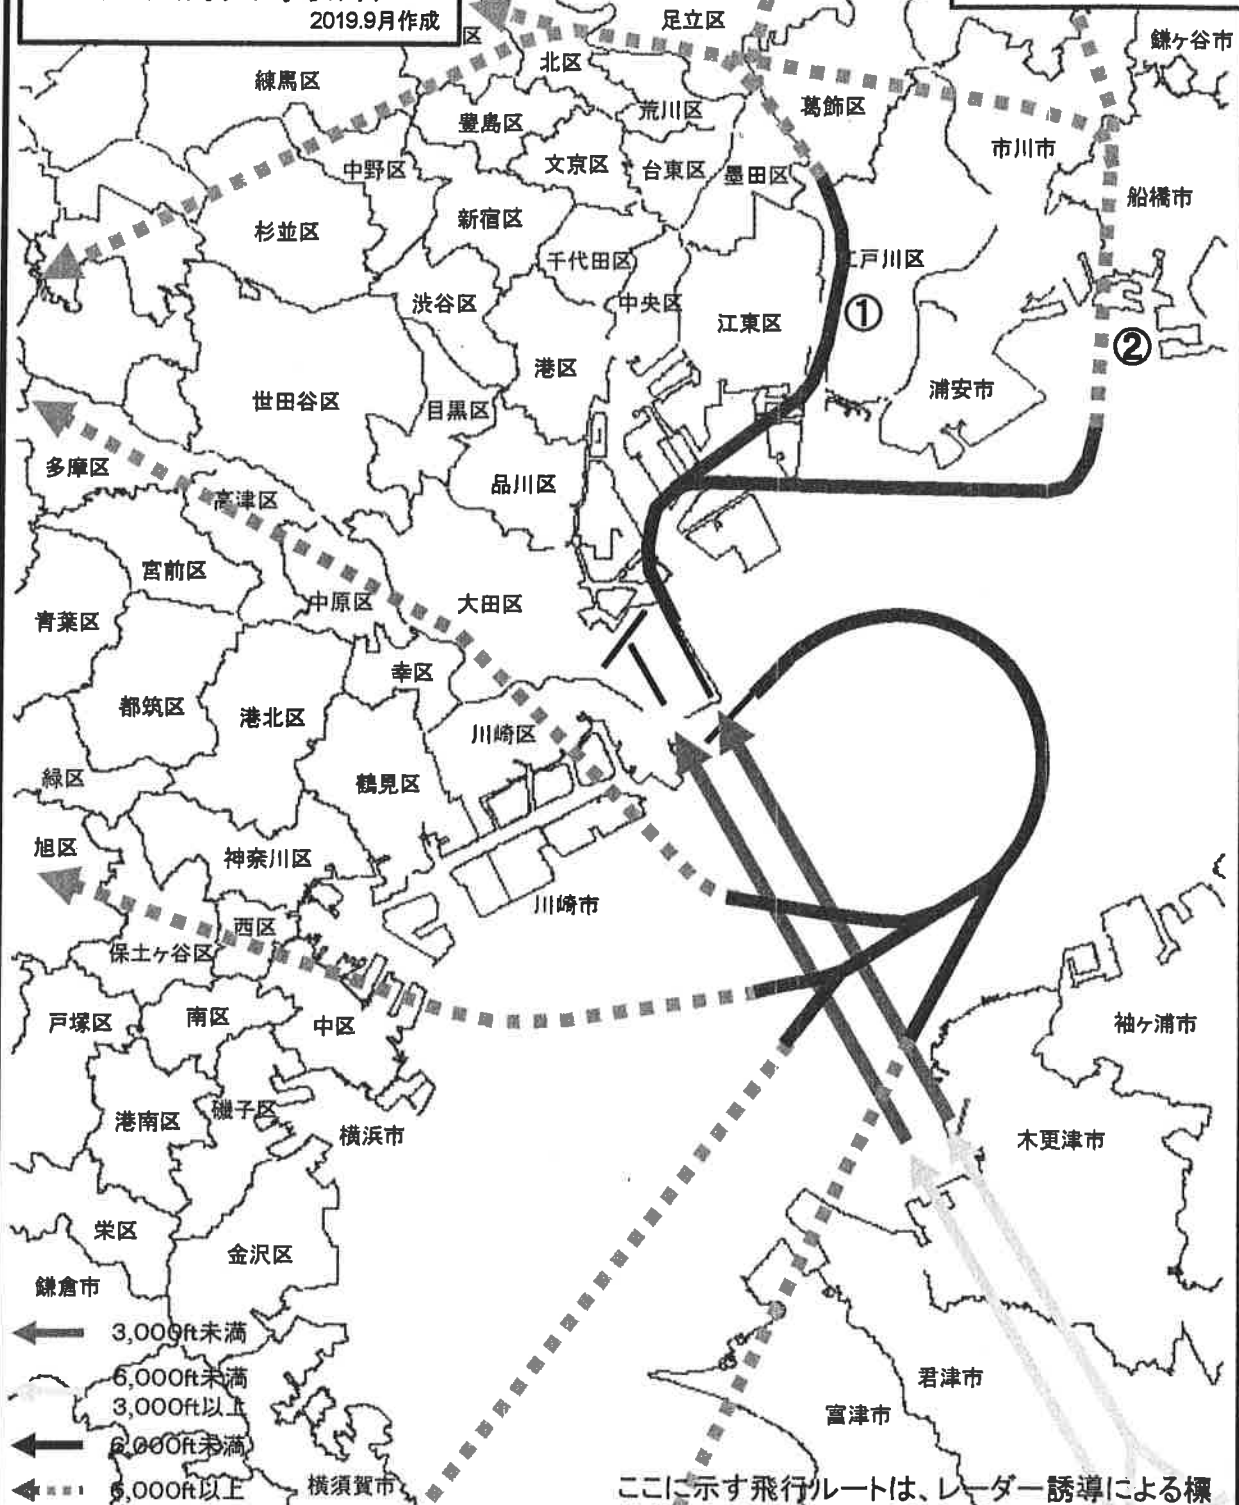 2019.9月作成
足立区
鎌ヶ谷市
区
北区
練馬区
荒川区
葛飾区
豊島区
市川市
中野区
文京区
台東区
墨田区
船橋市
新宿区
杉並区
千代田区
戸川区
渋谷区
中央区
江東区
①
②
港区
世田谷区
目黒区
浦安市
多摩区
高津区
品川区
宮前区
青葉区
中原区
大田区
幸区
都筑区
港北区
川崎区
緑区
鶴見区
旭区
神奈川区
川崎市
西区
保土ヶ谷区
戸塚区
南区
中区
袖ヶ浦市
港南区
磯子区
横浜市
木更津市
栄区
金沢区
鎌倉市
3,000ft未満
6,000ft未満
3,000ft以上
君津市
富津市
6,000ft未満
6,000ft以上
横須賀市
ここに示す飛行ルートは、レーダー誘導による標